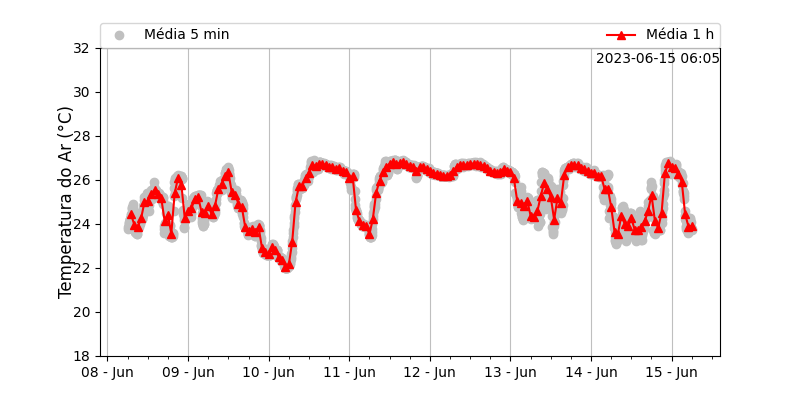 Média 5 min
Média 1 h
2023-06-15 06:05
Temperatura do Ar (°C)
32
30
28
26
24
22
20
18
08 - Jun
09 - Jun
10 - Jun
11 - Jun
12 - Jun
13 - Jun
14 - Jun
15 - Jun